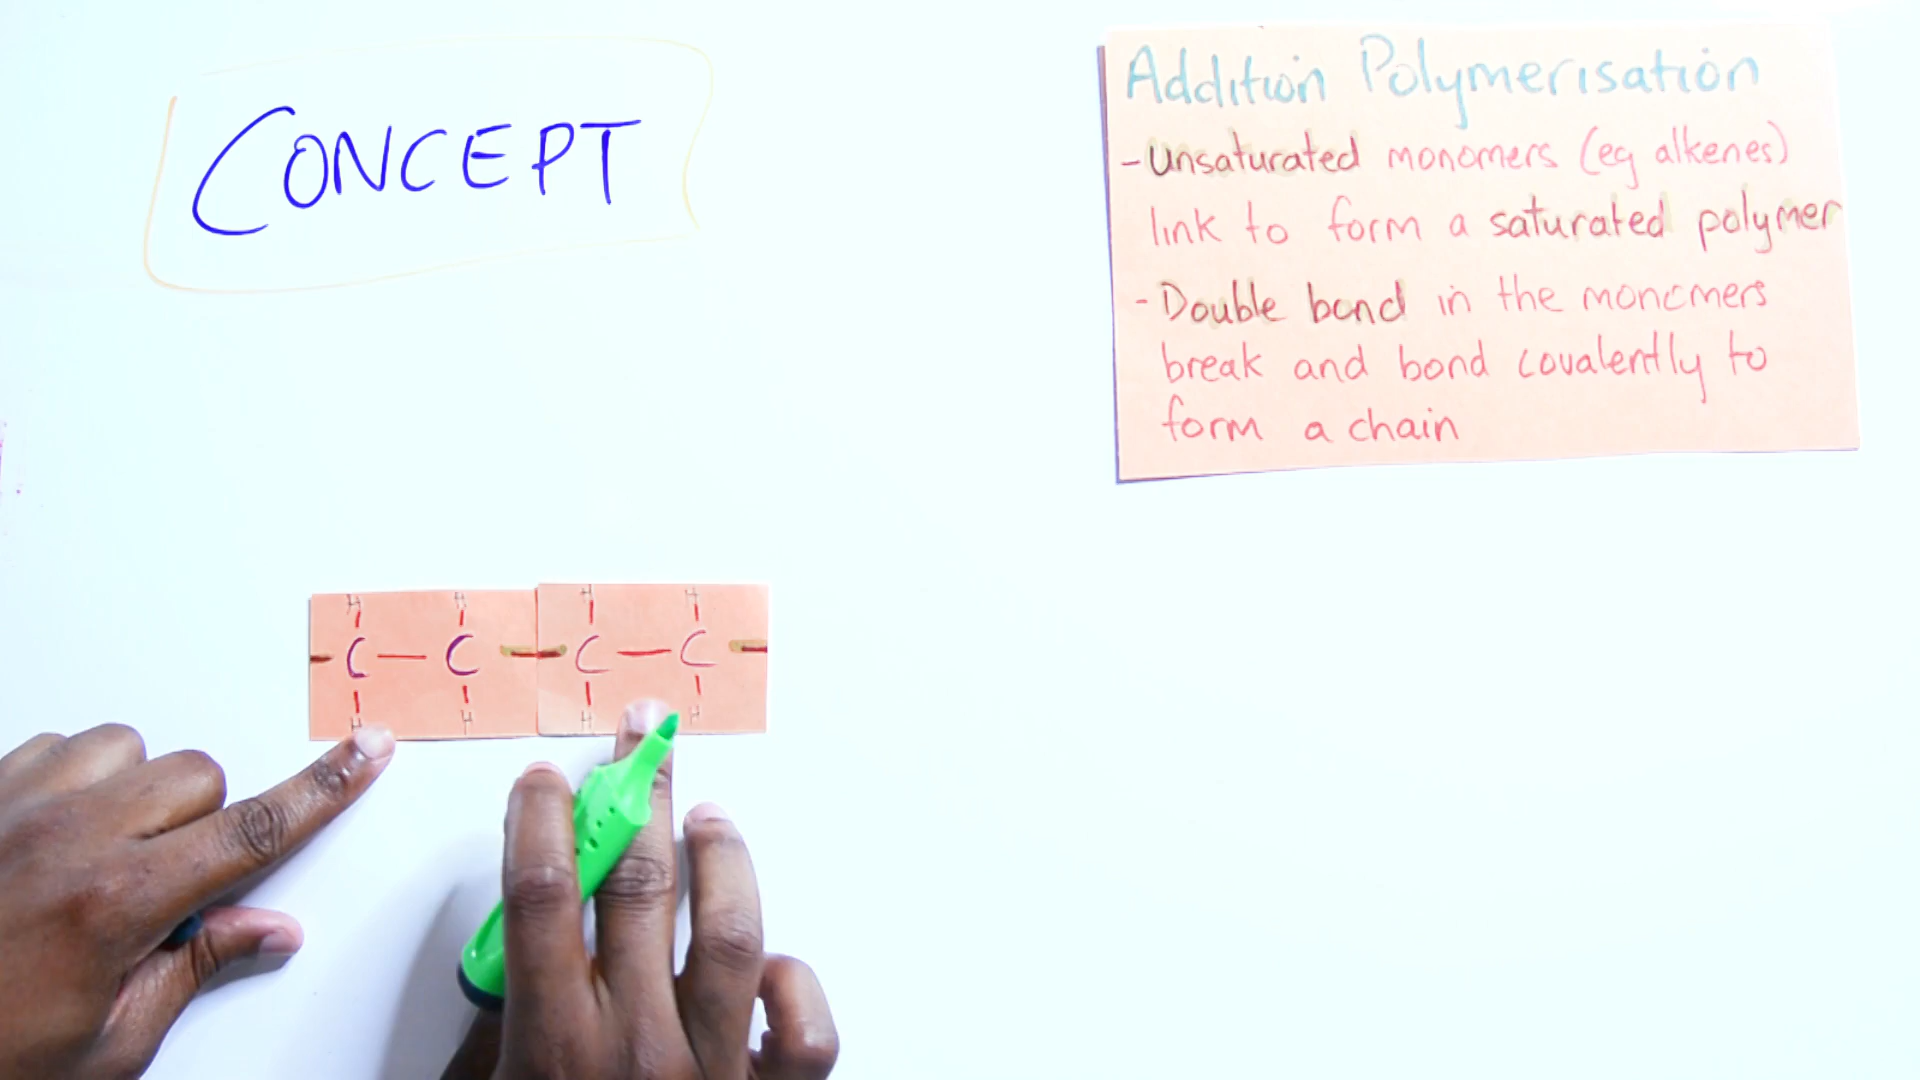 CONCEPT
Addition Polymerisation
- Unsaturated monomers (eg alkenes)
link to form a saturated polymer
- Double bond in the monomers
break and bond covalently to
form a chain
H H H H
- C — C - - C — C -
H H H H